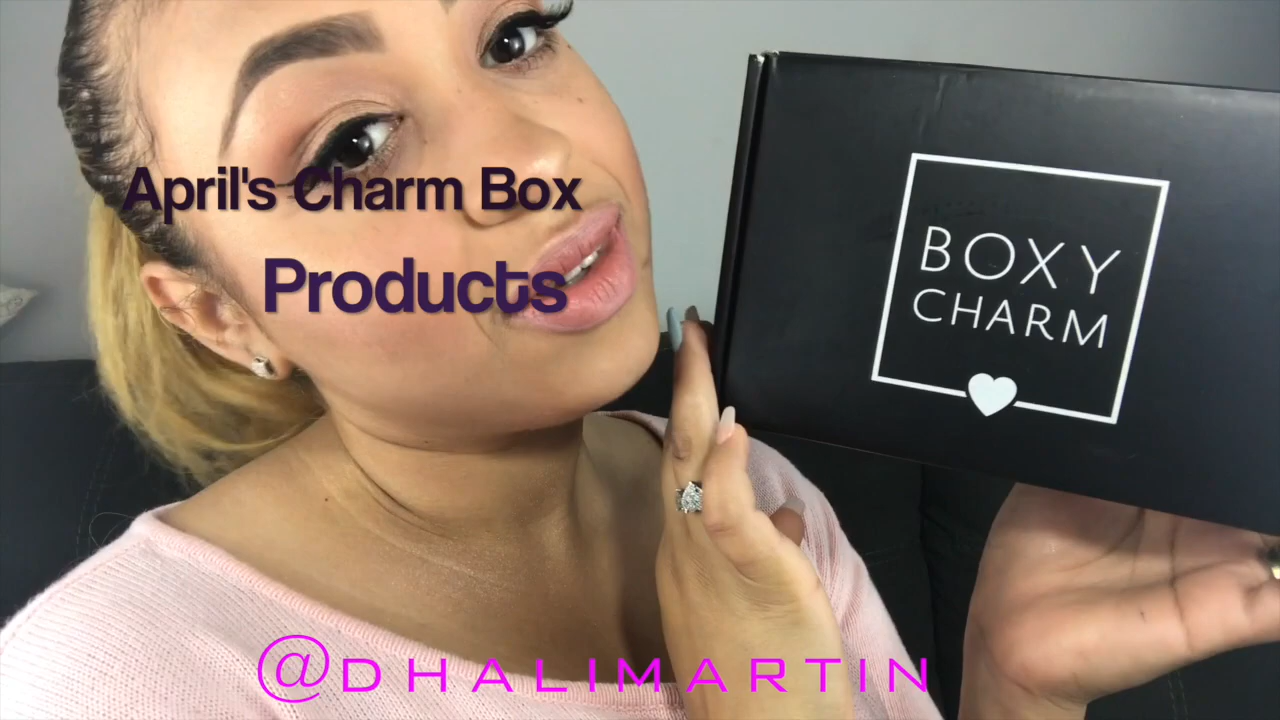 April's Charm Box
Products
BOXY
CHARM
@DHALIMARTIN